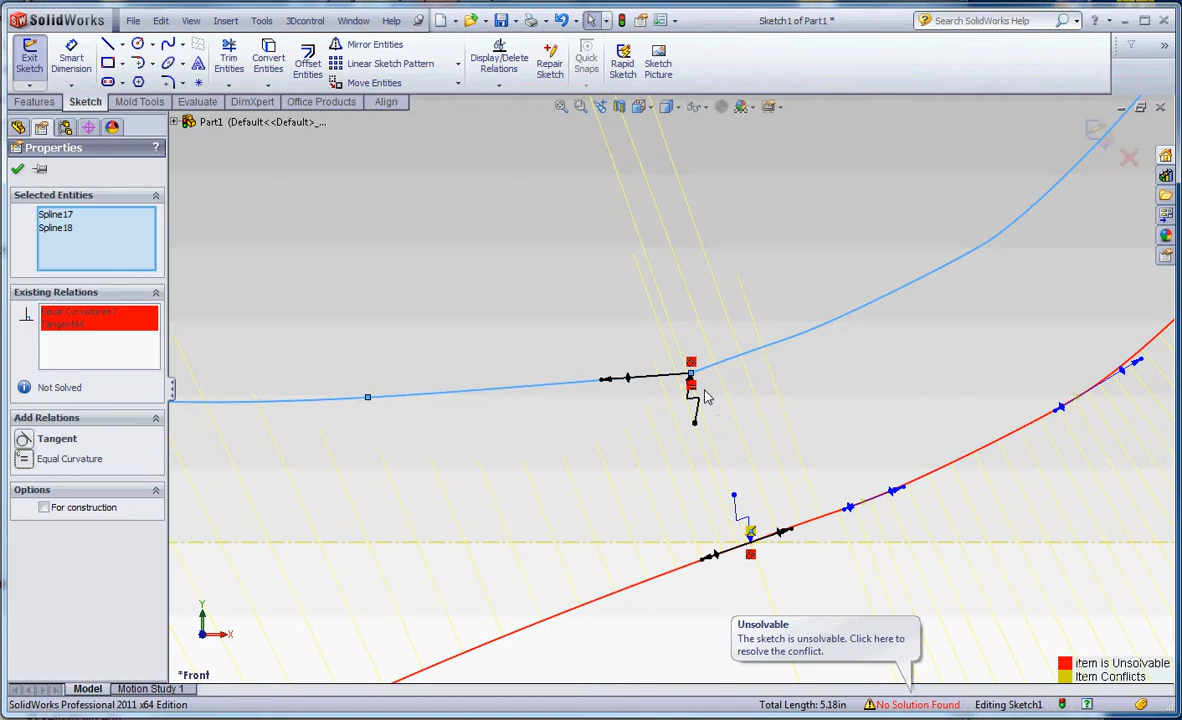 SolidWorks
File Edit View Insert Tools 3Dcontrol Window Help
Sketch1 of Part1 *
Search SolidWorks Help
Exit Sketch
Smart Dimension
Trim Entities
Convert Entities
Offset Entities
Mirror Entities
Linear Sketch Pattern
Move Entities
Display/Delete Relations
Repair Sketch
Quick Snaps
Rapid Sketch
Sketch Picture
Features Sketch Mold Tools Evaluate DimXpert Office Products Align
Part1 (Default<<Default>_...
Properties ?
Selected Entities
Spline17
Spline18
Existing Relations
Equal Curvature67
Tangent66
Not Solved
Add Relations
Tangent
Equal Curvature
Options
For construction
Y
X
*Front
Unsolvable
The sketch is unsolvable. Click here to
resolve the conflict.
Item is Unsolvable
Item Conflicts
Model Motion Study 1
SolidWorks Professional 2011 x64 Edition
Total Length: 5.18in
No Solution Found
Editing Sketch1